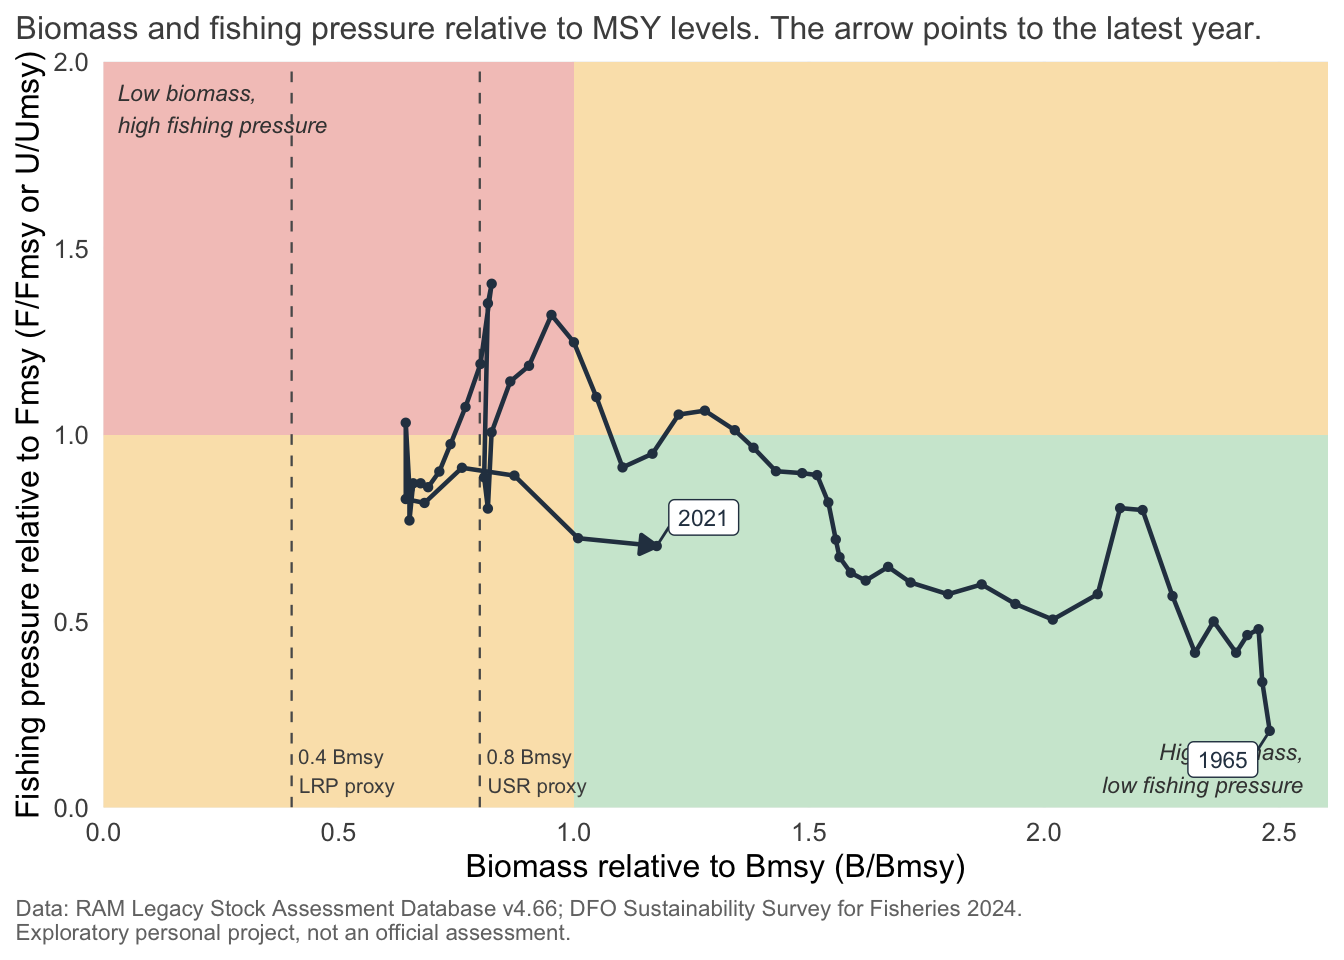 Biomass and fishing pressure relative to MSY levels. The arrow points to the latest year.
Fishing pressure relative to Fmsy (F/Fmsy or U/Umsy)
2.0
1.5
1.0
0.5
0.0
Low biomass,
high fishing pressure
2021
0.4 Bmsy
LRP proxy
0.8 Bmsy
USR proxy
1965
low fishing pressure
0.0
0.5
1.0
1.5
2.0
2.5
Biomass relative to Bmsy (B/Bmsy)
Data: RAM Legacy Stock Assessment Database v4.66; DFO Sustainability Survey for Fisheries 2024.
Exploratory personal project, not an official assessment.